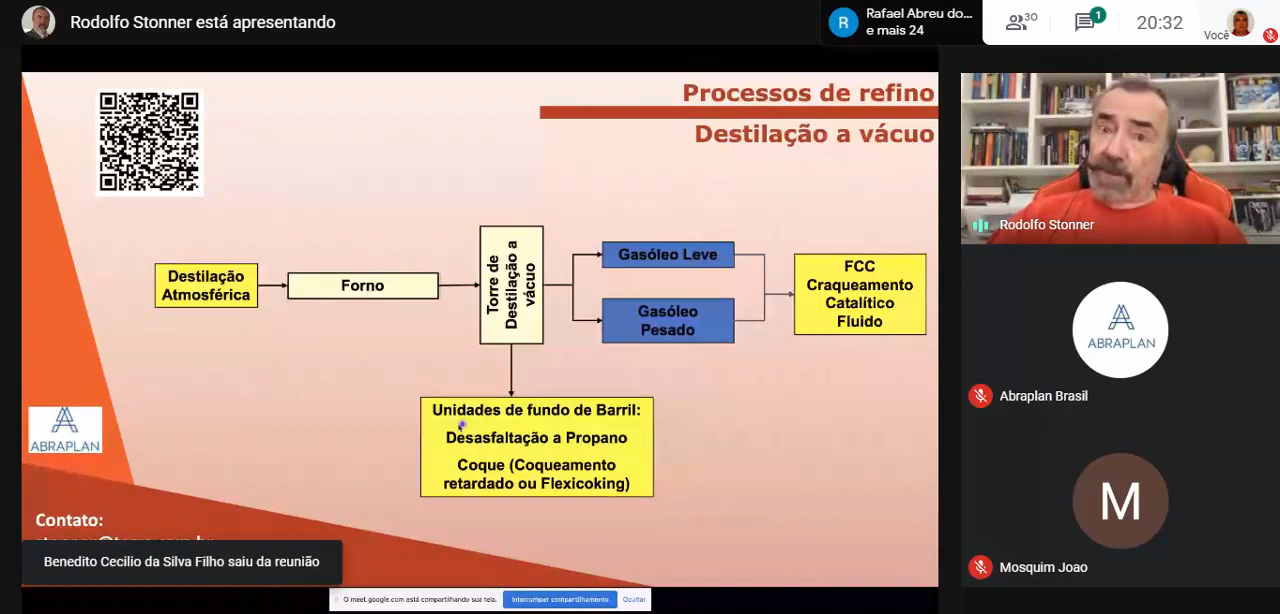 Rodolfo Stonner está apresentando
R
Rafael Abreu do...
e mais 24
30
1
20:32
Você
Processos de refino
Destilação a vácuo
Destilação
Atmosférica
Forno
Torre de
Destilação a
vácuo
Gasóleo Leve
Gasóleo
Pesado
FCC
Craqueamento
Catalítico
Fluido
Unidades de fundo de Barril:
Desasfaltação a Propano
Coque (Coqueamento
retardado ou Flexicoking)
ABRAPLAN
Contato:
Benedito Cecilio da Silva Filho saiu da reunião
O meet.google.com está compartilhando sua tela.
Interromper compartilhamento
Ocultar
Rodolfo Stonner
ABRAPLAN
Abraplan Brasil
M
Mosquim Joao